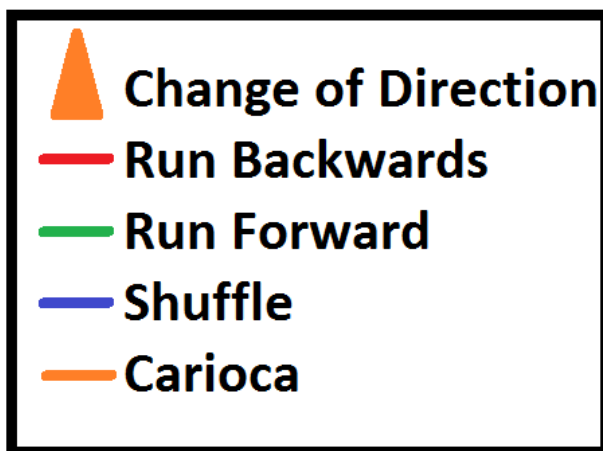 Change of Direction
Run Backwards
Run Forward
Shuffle
Carioca